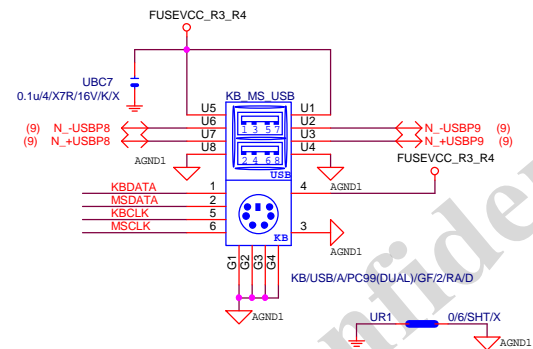 FUSEVCC_R3_R4
UBC7
0.1u/4/X7R/16V/K/X
KB_MS_USB
U5 U1
U6 U2
U7 U3
U8 U4
(9) N_-USBP8
(9) N_+USBP8
N_-USBP9 (9)
N_+USBP9 (9)
1 3 5 7
2 4 6 8
USB
AGND1
AGND1
FUSEVCC_R3_R4
KBDATA 1
MSDATA 2
KBCLK 5
MSCLK 6
4
3
KB
AGND1
G1
G2
G3
G4
AGND1
KB/USB/A/PC99(DUAL)/GF/2/RA/D
UR1 0/6/SHT/X
AGND1